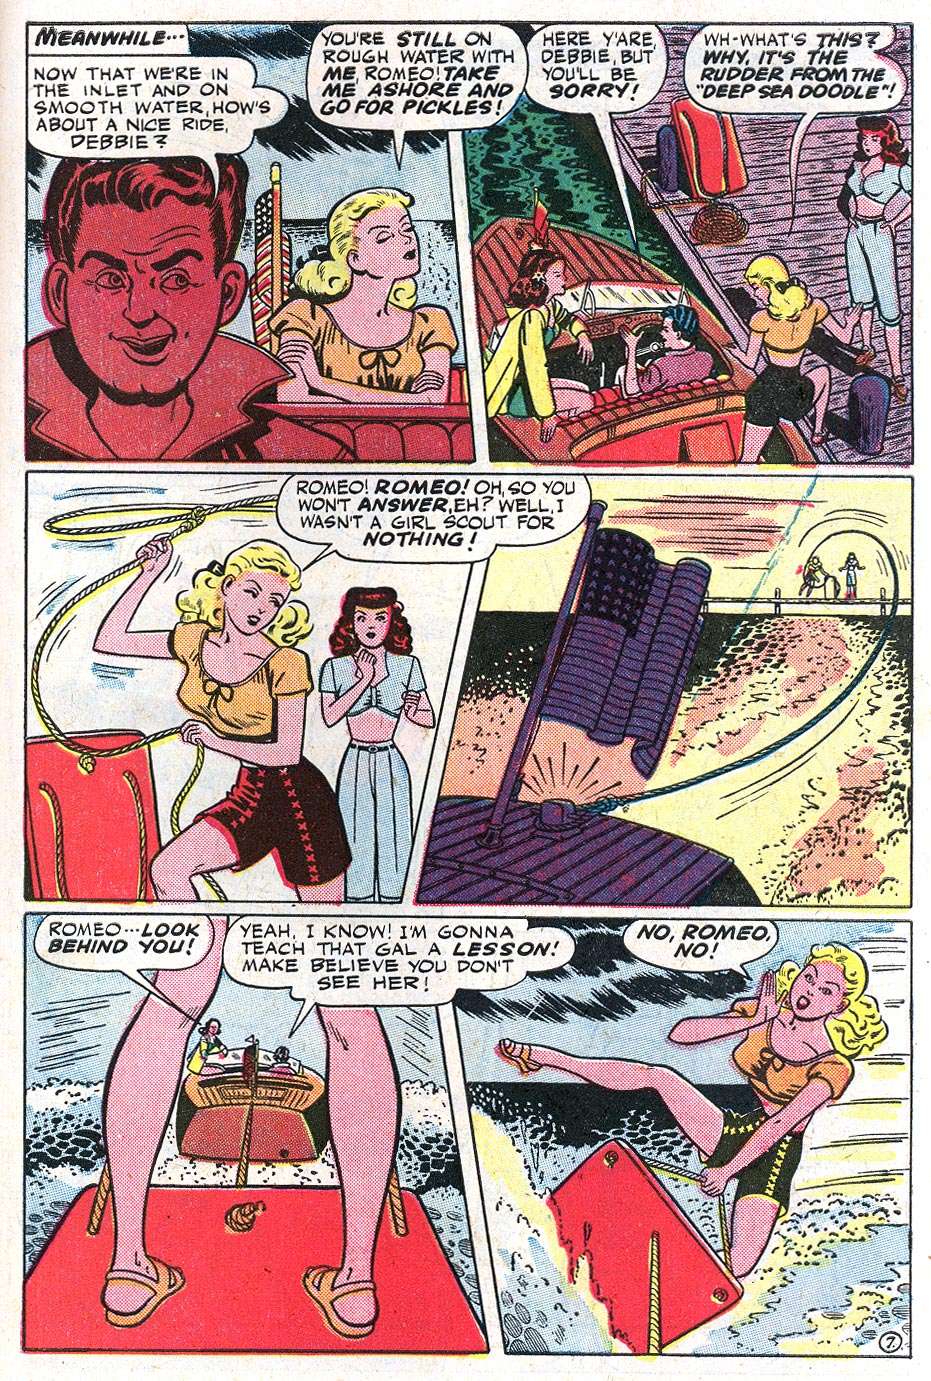 MEANWHILE...
NOW THAT WE'RE IN
THE INLET AND ON
SMOOTH WATER, HOW'S
ABOUT A NICE RIDE,
DEBBIE?
YOU'RE STILL ON
ROUGH WATER WITH
ME, ROMEO! TAKE
ME ASHORE AND
GO FOR PICKLES!
HERE Y'ARE,
DEBBIE, BUT
YOU'LL BE
SORRY!
WH-WHAT'S THIS?
WHY, IT'S THE
RUDDER FROM THE
"DEEP SEA DOODLE"!
ROMEO! ROMEO! OH, SO YOU
WON'T ANSWER, EH? WELL, I
WASN'T A GIRL SCOUT FOR
NOTHING!
ROMEO... LOOK
BEHIND YOU!
YEAH, I KNOW! I'M GONNA
TEACH THAT GAL A LESSON!
MAKE BELIEVE YOU DON'T
SEE HER!
NO, ROMEO,
NO!
7.